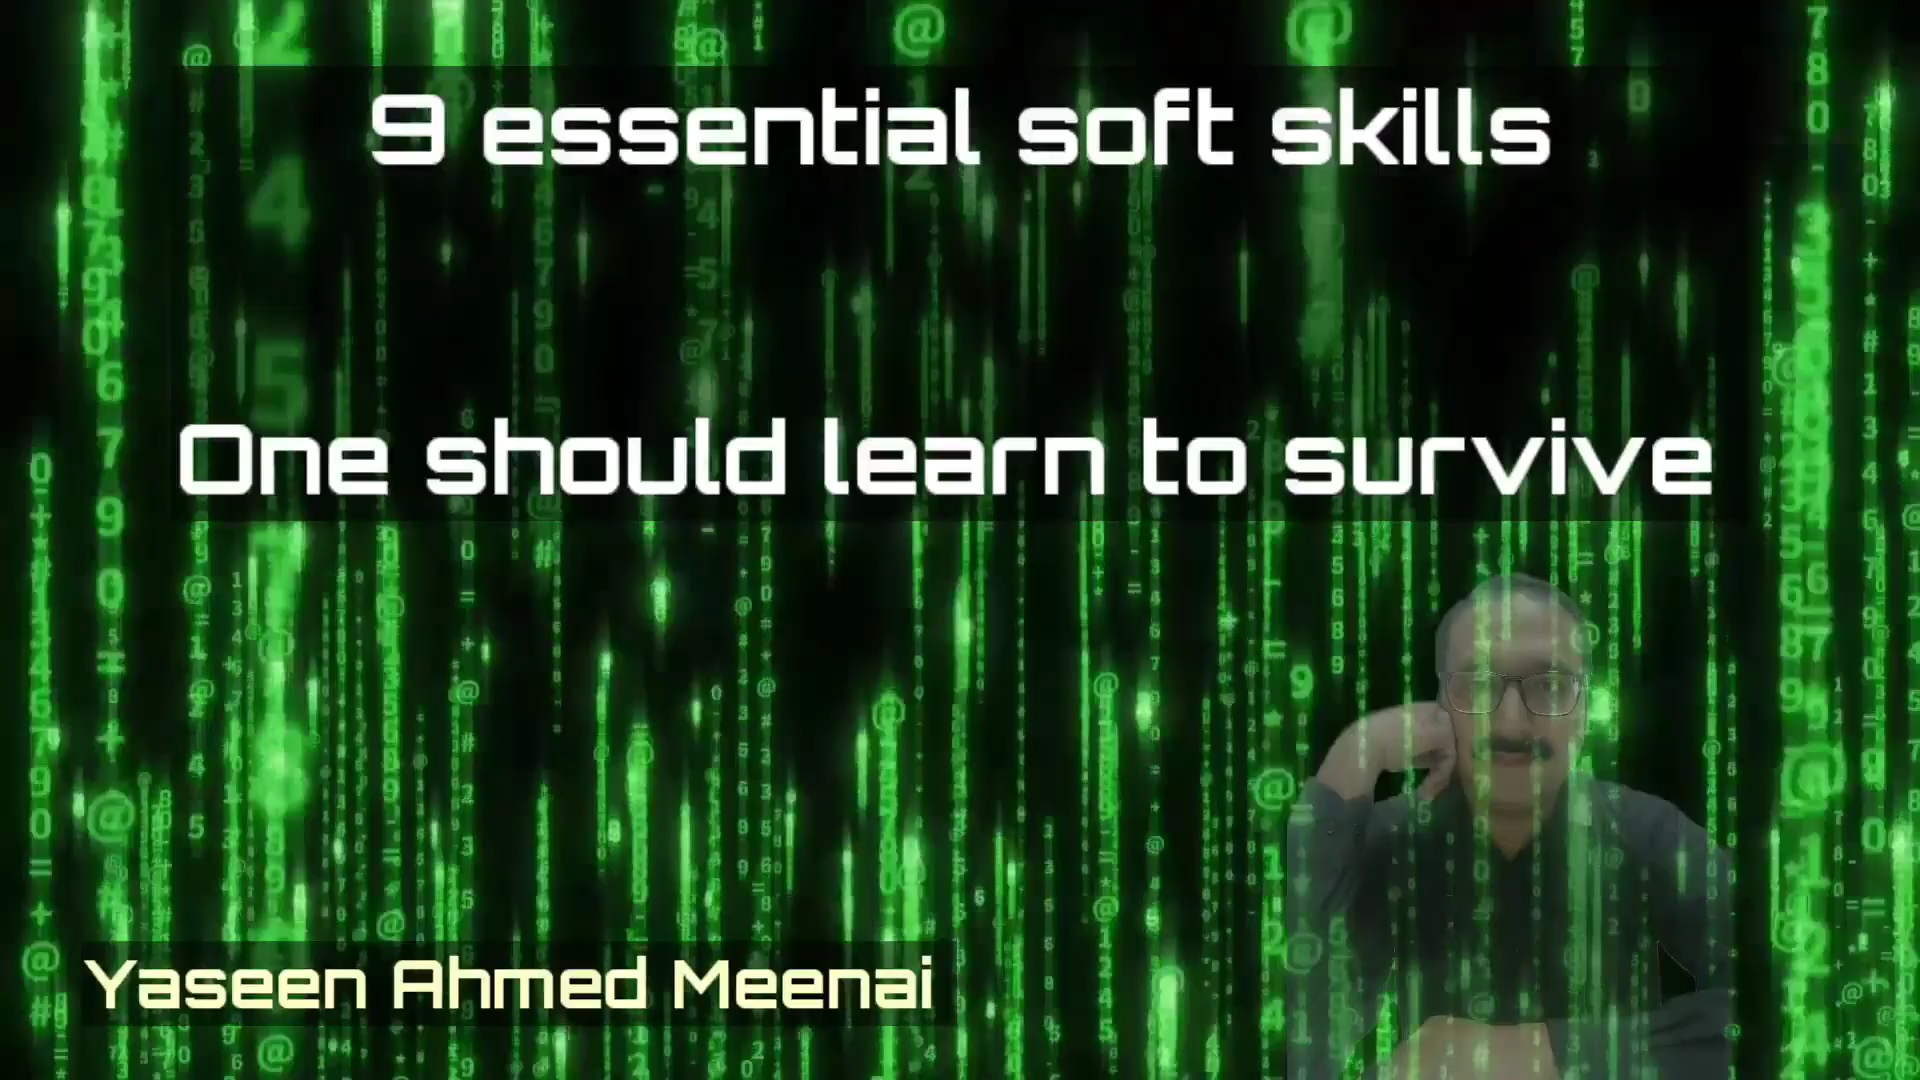 9 essential soft skills
One should learn to survive
Yaseen Ahmed Meenai